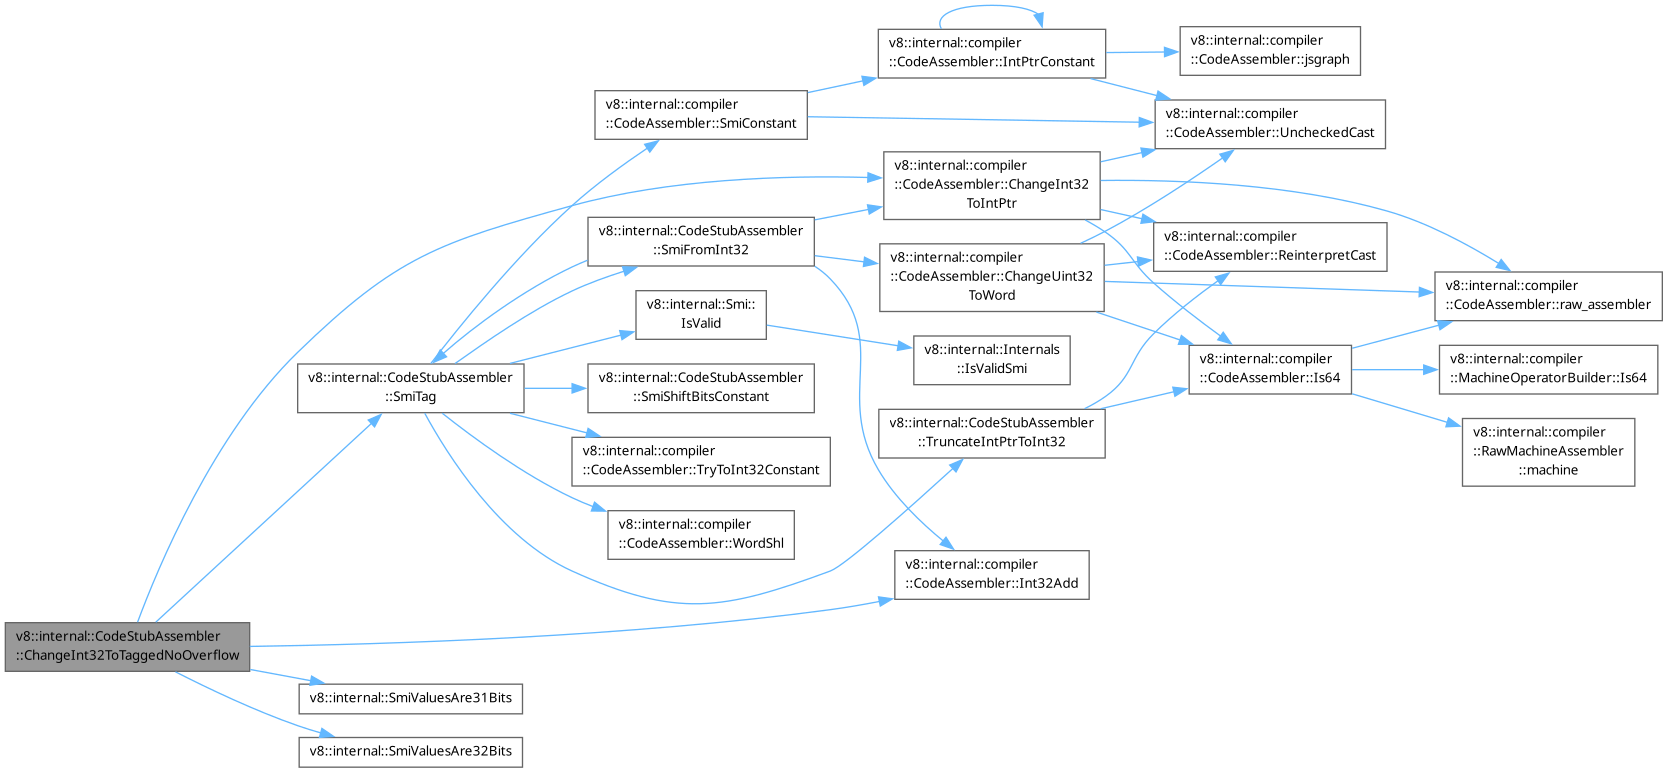 v8::internal::compiler
::CodeAssembler::IntPtrConstant
v8::internal::compiler
::CodeAssembler::jsgraph
v8::internal::compiler
::CodeAssembler::SmiConstant
v8::internal::compiler
::CodeAssembler::UncheckedCast
v8::internal::compiler
::CodeAssembler::ChangeInt32
ToIntPtr
v8::internal::CodeStubAssembler
::SmiFromInt32
v8::internal::compiler
::CodeAssembler::ReinterpretCast
v8::internal::compiler
::CodeAssembler::ChangeUint32
ToWord
v8::internal::compiler
::CodeAssembler::raw_assembler
v8::internal::Smi::
IsValid
v8::internal::Internals
::IsValidSmi
v8::internal::compiler
::CodeAssembler::Is64
v8::internal::compiler
::MachineOperatorBuilder::Is64
v8::internal::CodeStubAssembler
::SmiTag
v8::internal::CodeStubAssembler
::SmiShiftBitsConstant
v8::internal::CodeStubAssembler
::TruncateIntPtrToInt32
v8::internal::compiler
::RawMachineAssembler
::machine
v8::internal::compiler
::CodeAssembler::TryToInt32Constant
v8::internal::compiler
::CodeAssembler::WordShl
v8::internal::compiler
::CodeAssembler::Int32Add
v8::internal::CodeStubAssembler
::ChangeInt32ToTaggedNoOverflow
v8::internal::SmiValuesAre31Bits
v8::internal::SmiValuesAre32Bits